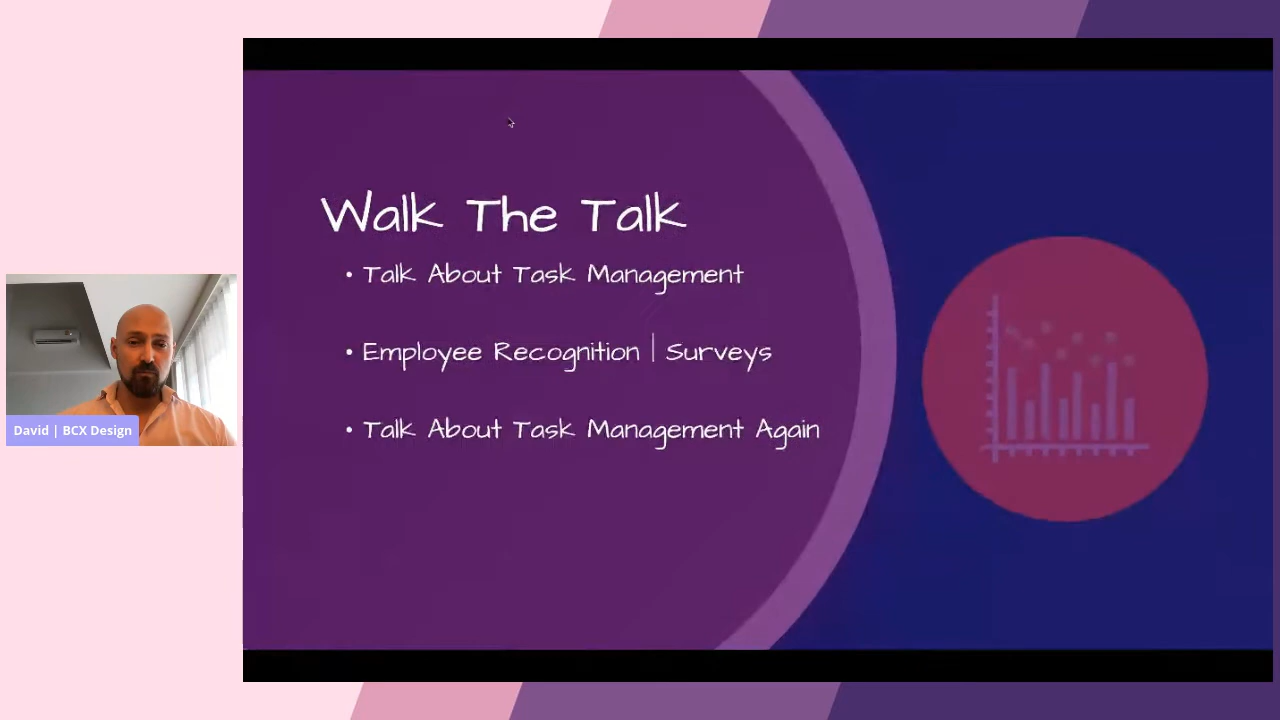 Walk The Talk
• Talk About Task Management
• Employee Recognition | Surveys
• Talk About Task Management Again
David | BCX Design